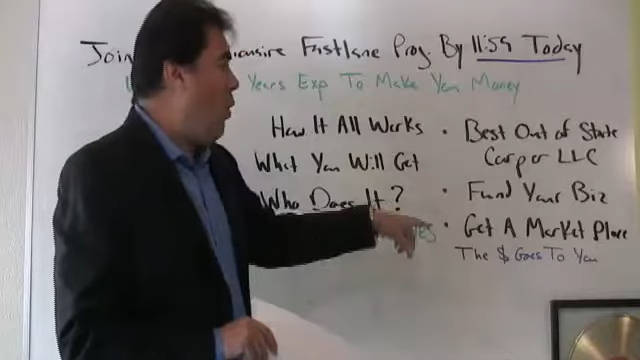 Join Fastlane Prog. By 11:59 Today
Years Exp To Make You Money
How It All Works
What You Will Get
Who Does It?
• Best Out of State
Corp or LLC
• Fund Your Biz
• Get A Market Place
The $ Goes To You